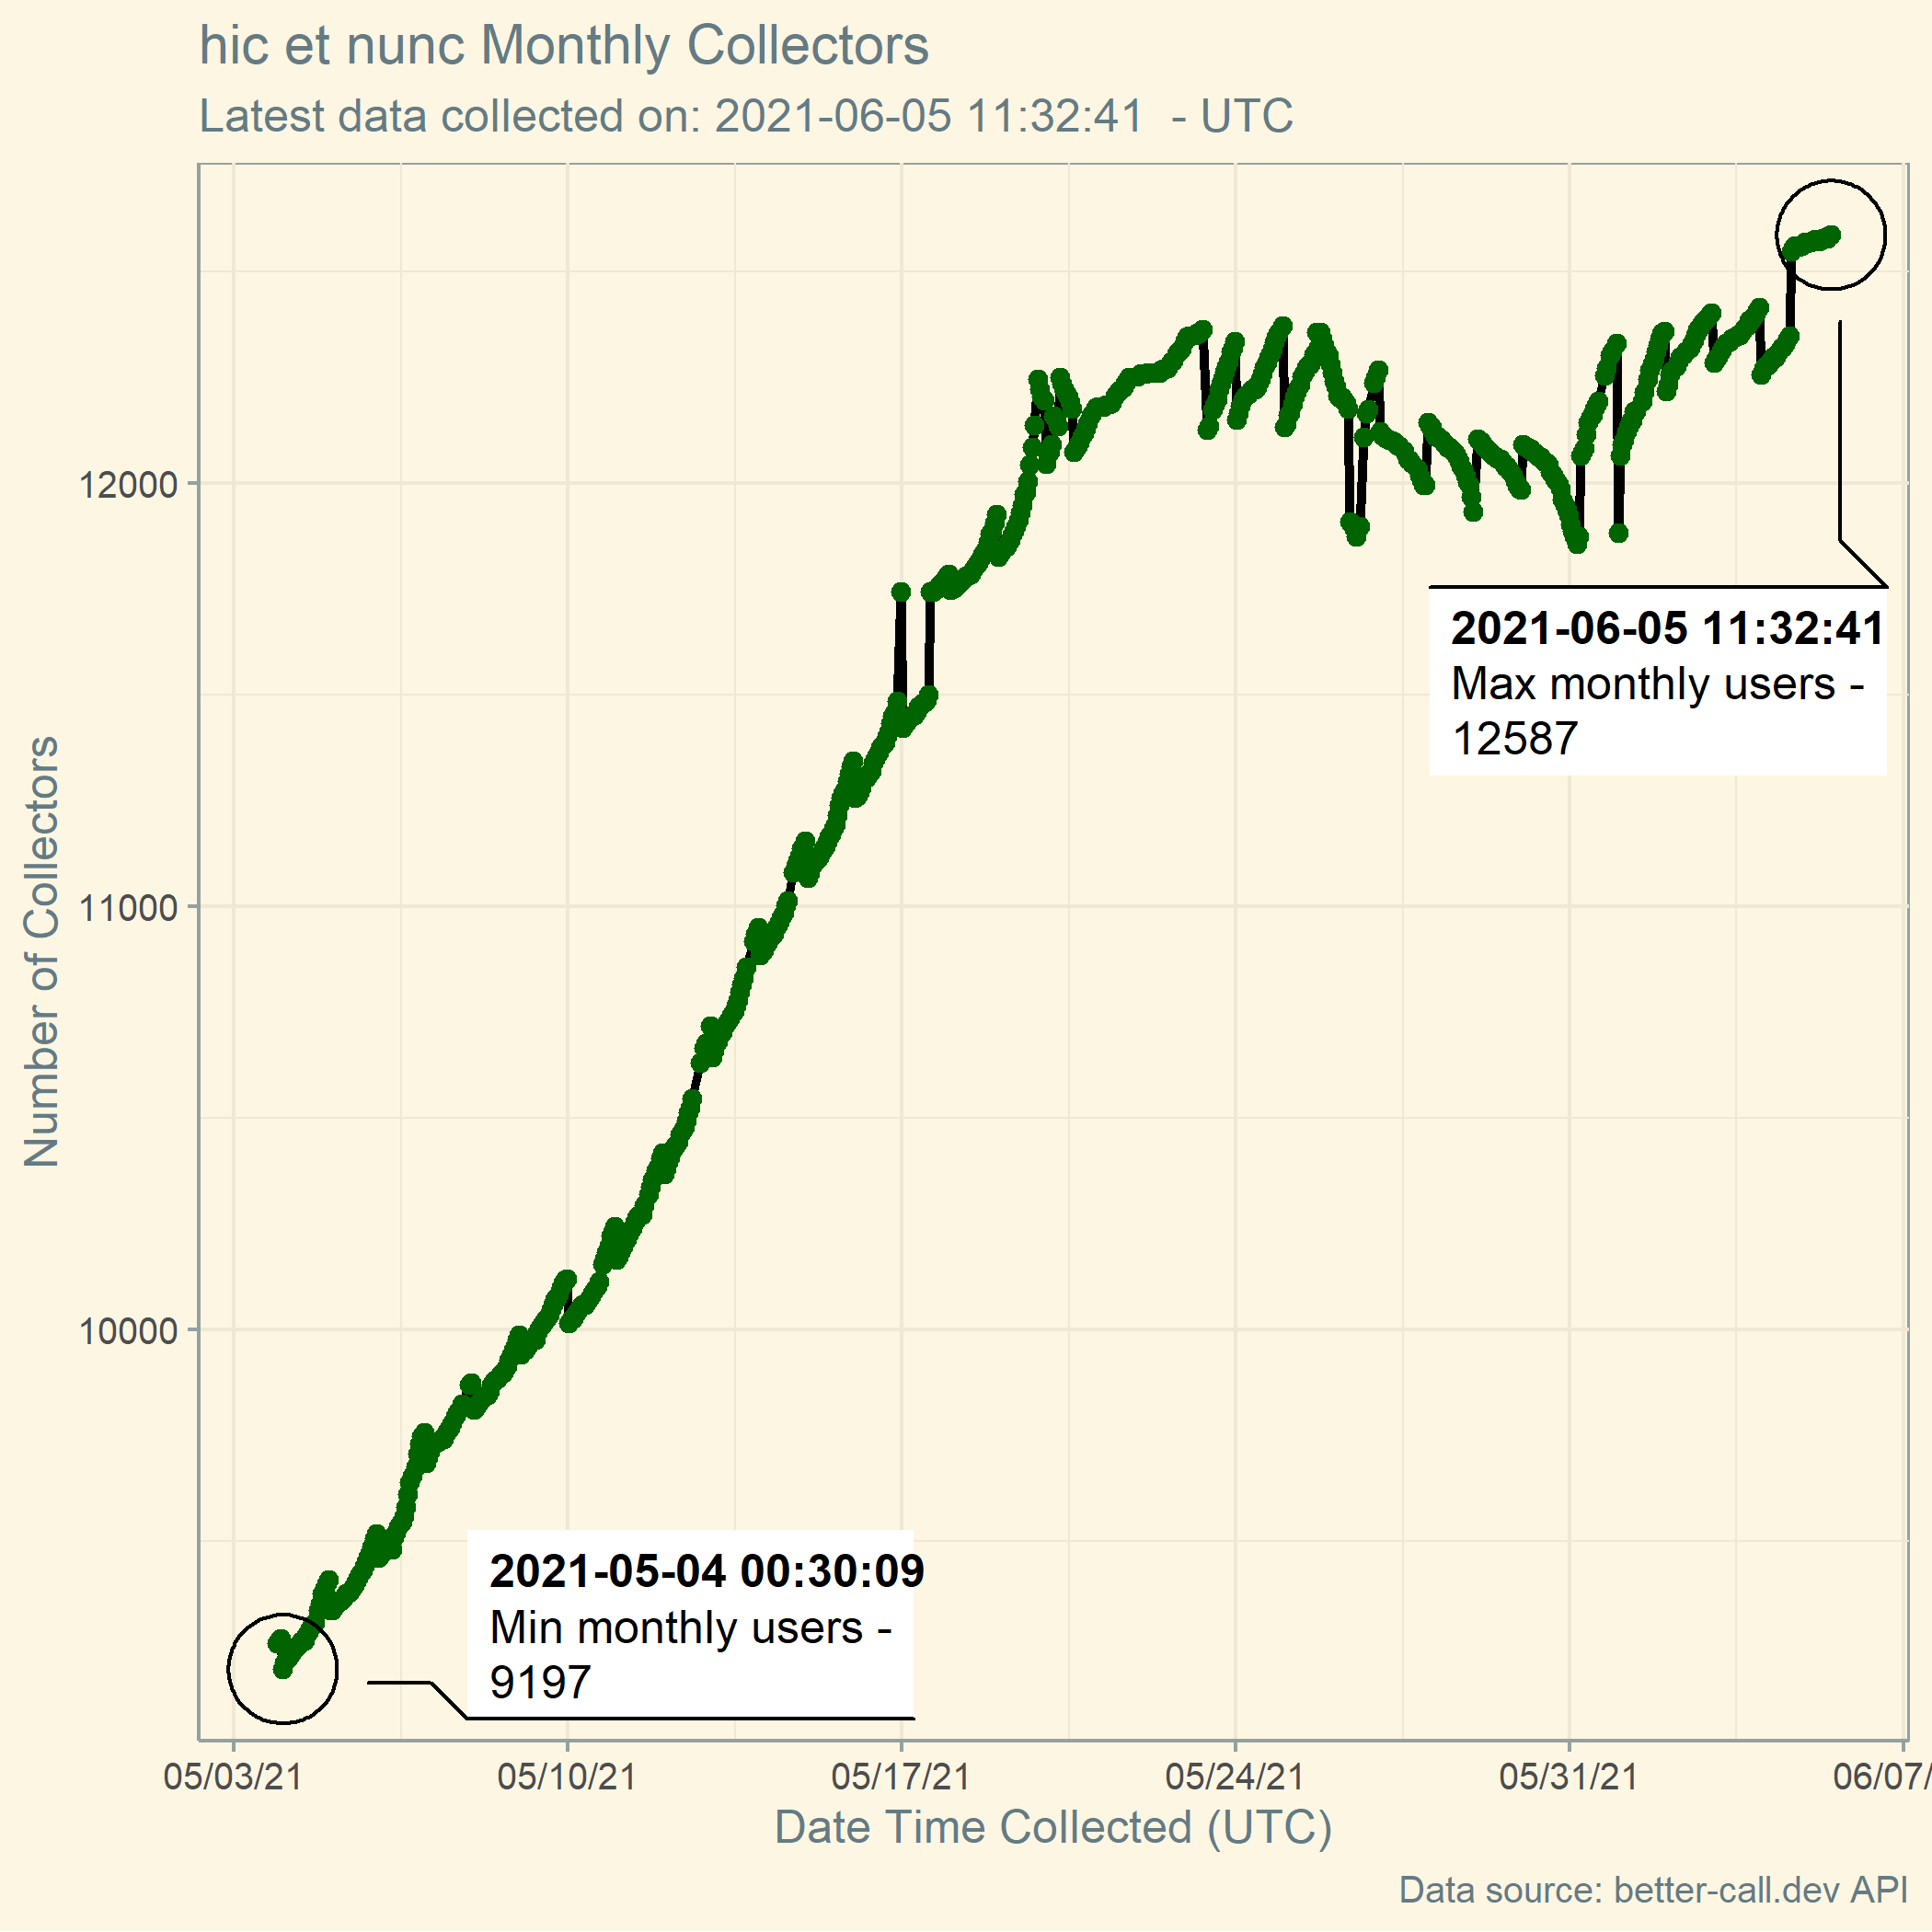 hic et nunc Monthly Collectors
Latest data collected on: 2021-06-05 11:32:41  - UTC
Number of Collectors
12000
11000
10000
2021-06-05 11:32:41
Max monthly users -
12587
2021-05-04 00:30:09
Min monthly users -
9197
05/03/21
05/10/21
05/17/21
05/24/21
05/31/21
06/07/
Date Time Collected (UTC)
Data source: better-call.dev API